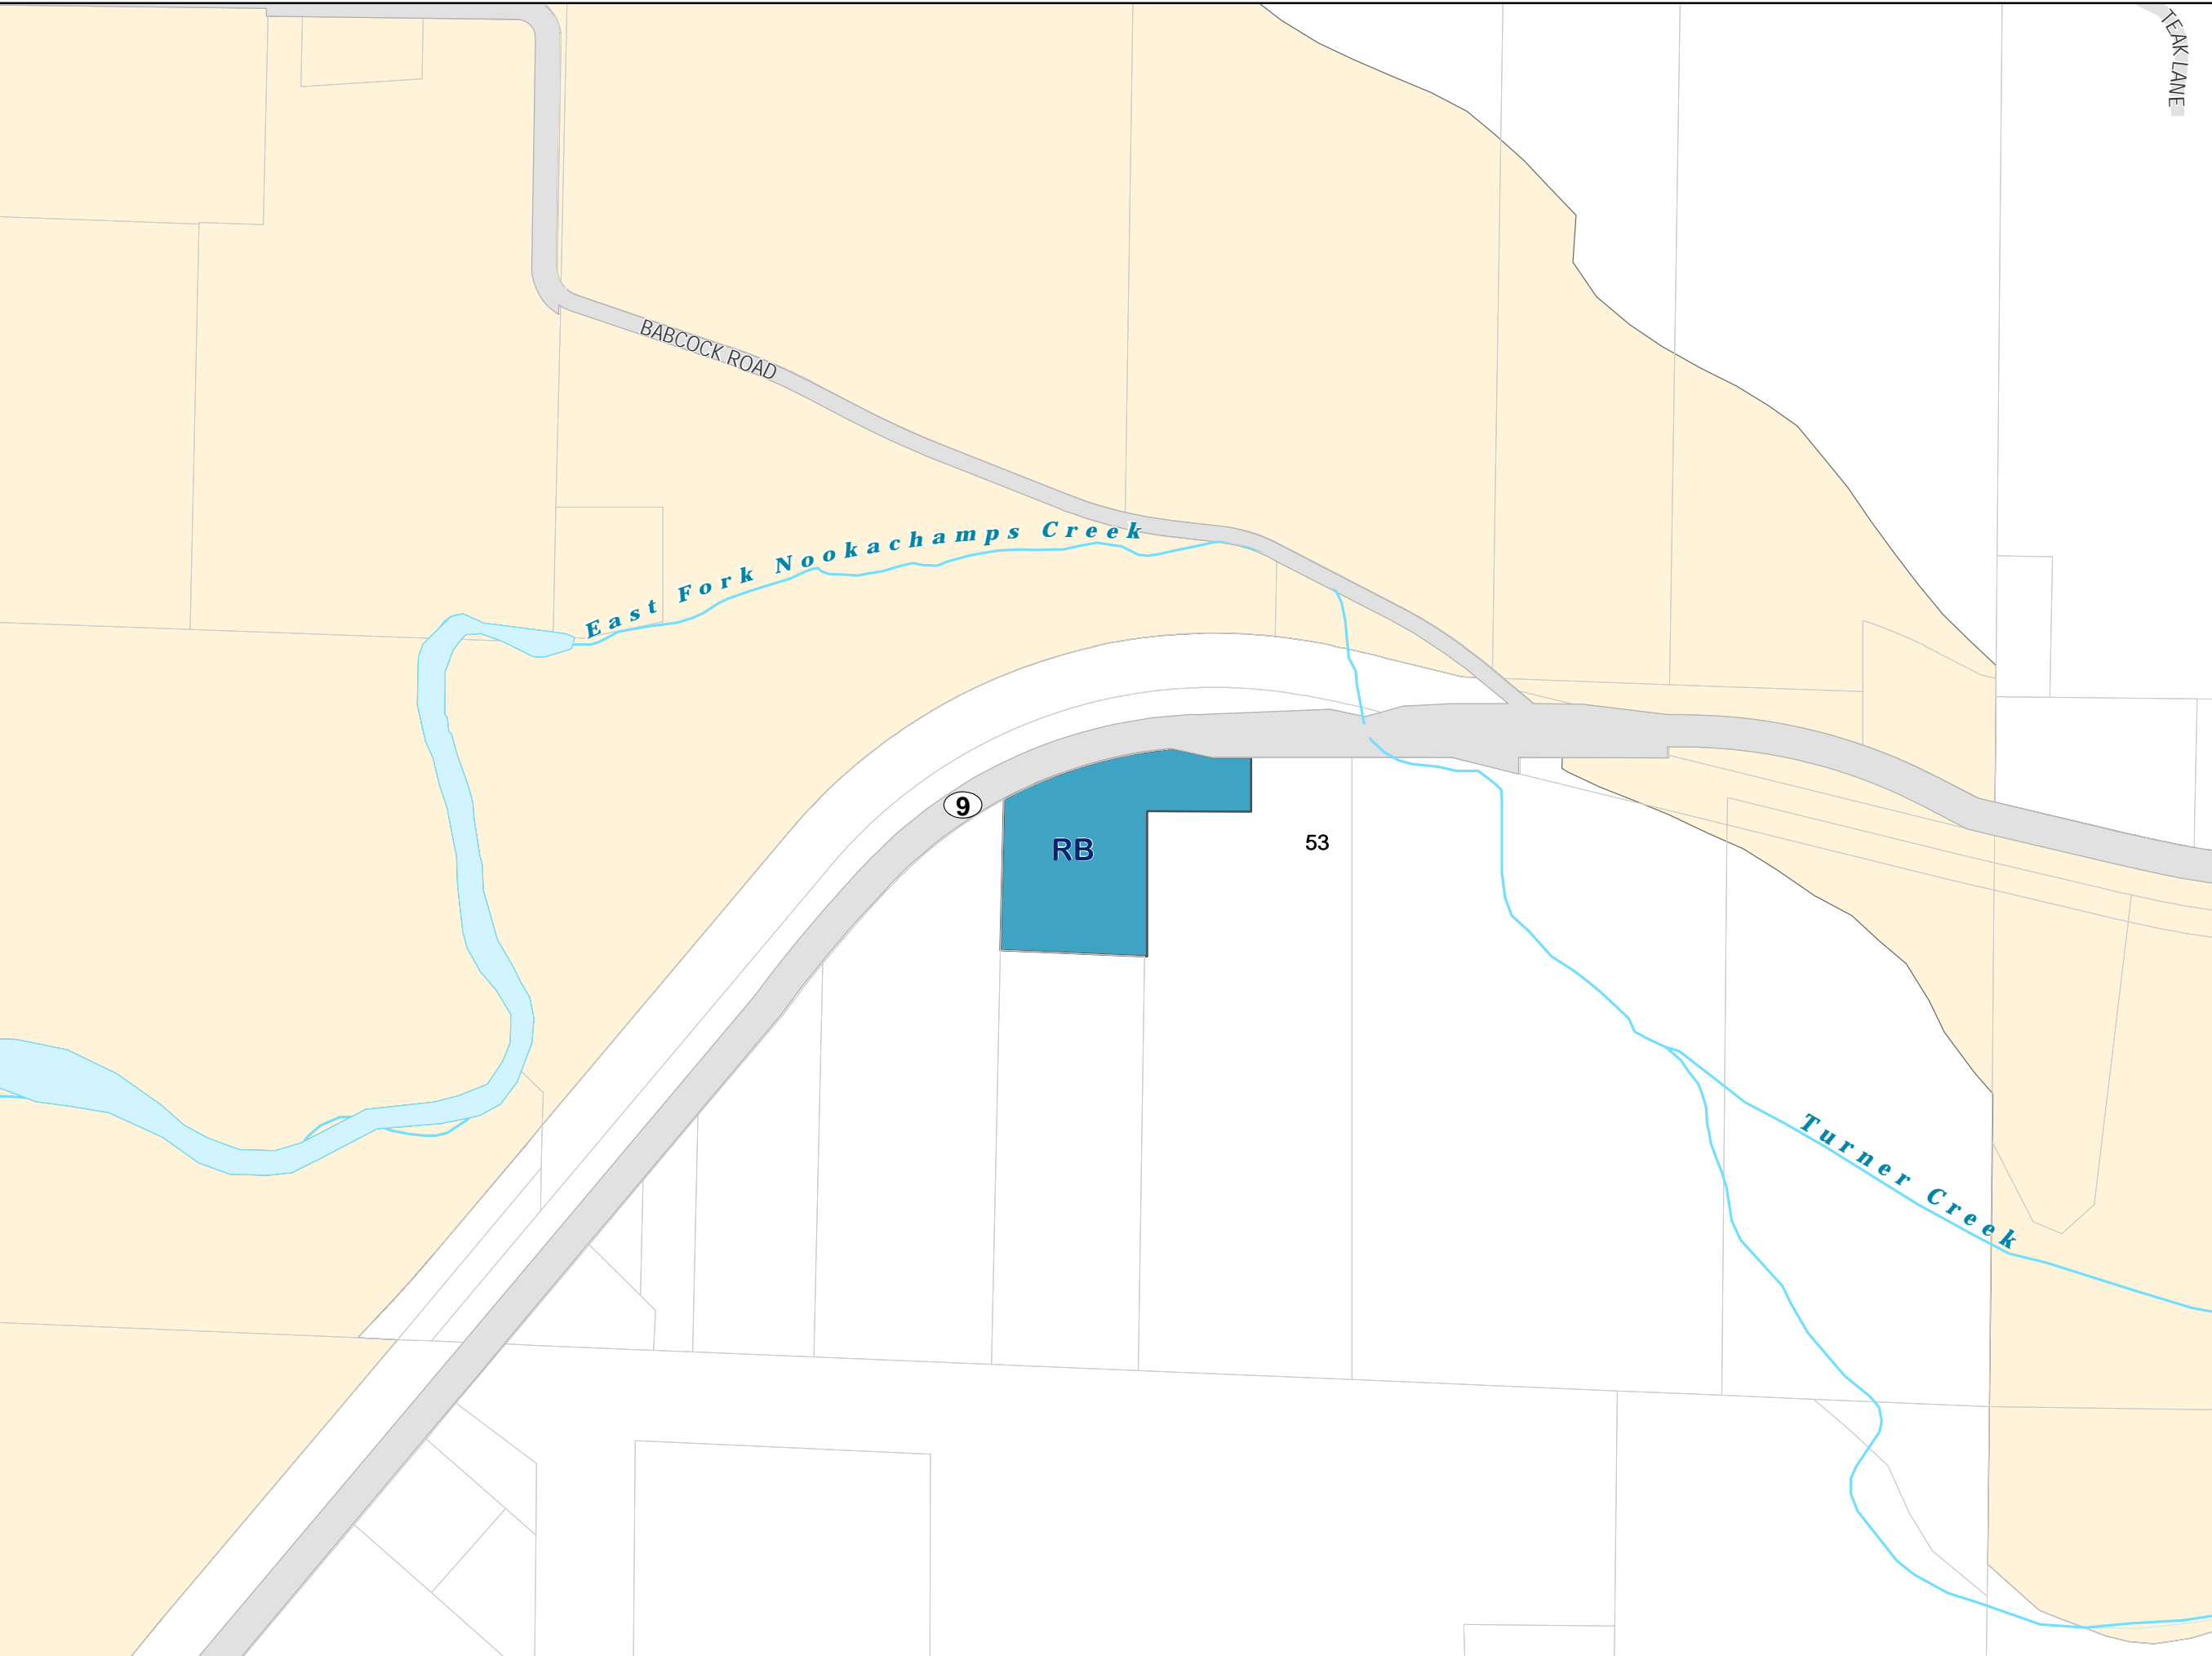 TEAK LANE
BABCOCK ROAD
East Fork Nookachamps Creek
9
RB
53
Turner Creek